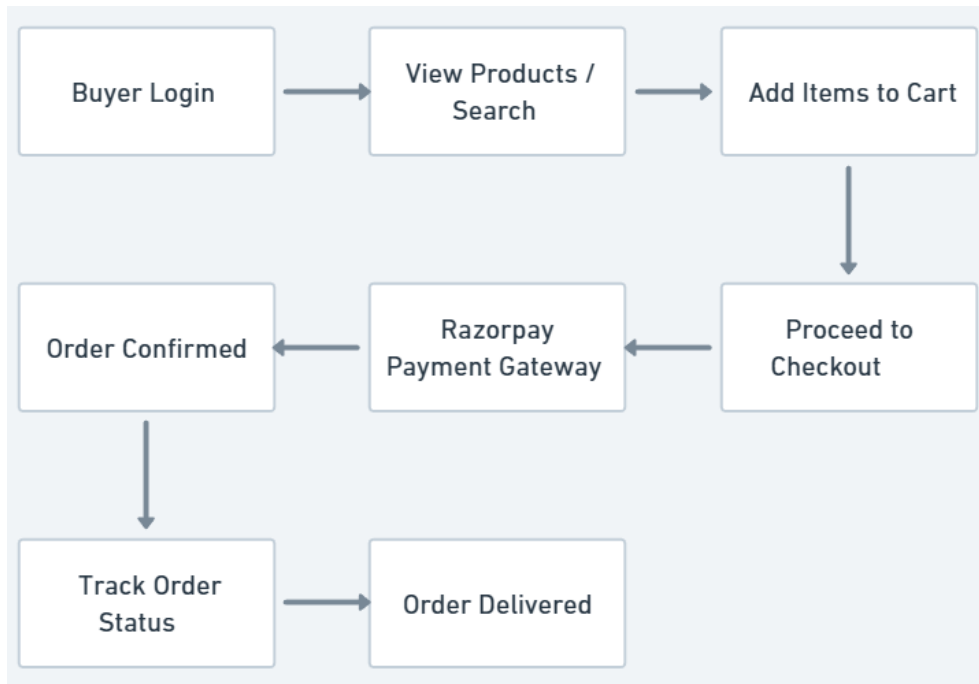 Buyer Login
View Products /
Search
Add Items to Cart
Proceed to
Checkout
Razorpay
Payment Gateway
Order Confirmed
Track Order
Status
Order Delivered